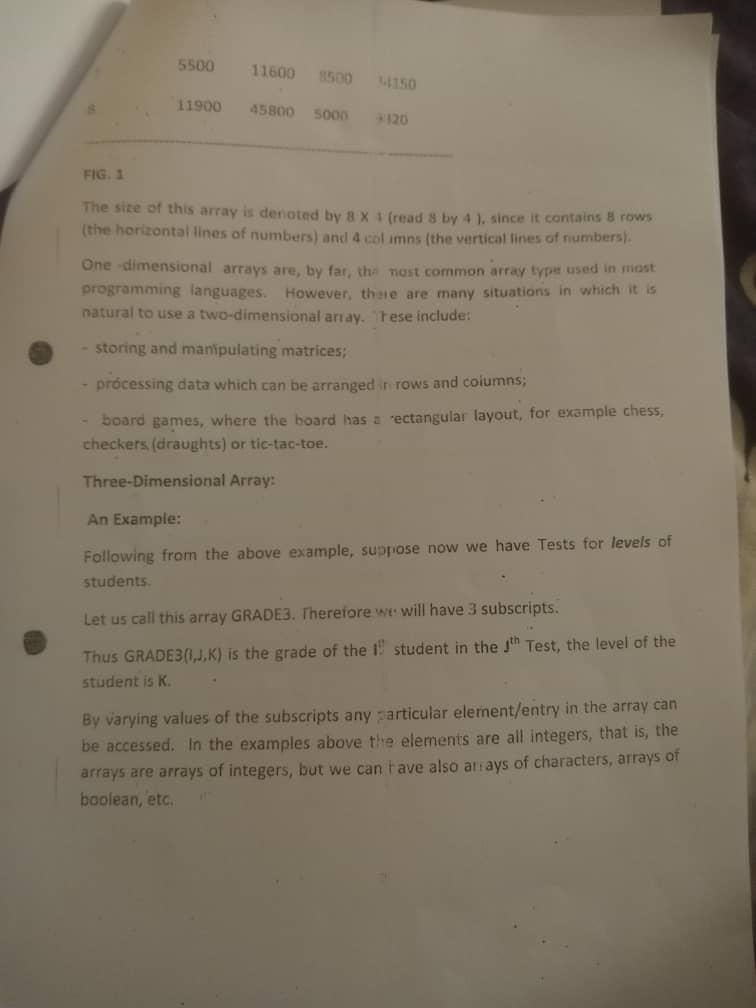 5500 11600 8500
8 11900 45800 5000
FIG. 1
The size of this array is denoted by 8 X 4 (read 8 by 4 ), since it contains 8 rows
(the horizontal lines of numbers) and 4 columns (the vertical lines of numbers).
One -dimensional arrays are, by far, the most common array type used in most
programming languages. However, there are many situations in which it is
natural to use a two-dimensional array. These include:
- storing and manipulating matrices;
- processing data which can be arranged in rows and columns;
- board games, where the board has a rectangular layout, for example chess,
checkers (draughts) or tic-tac-toe.
Three-Dimensional Array:
An Example:
Following from the above example, suppose now we have Tests for levels of
students.
Let us call this array GRADE3. Therefore we will have 3 subscripts.
Thus GRADE3(I,J,K) is the grade of the Ith student in the Jth Test, the level of the
student is K.
By varying values of the subscripts any particular element/entry in the array can
be accessed. In the examples above the elements are all integers, that is, the
arrays are arrays of integers, but we can have also arrays of characters, arrays of
boolean, etc.